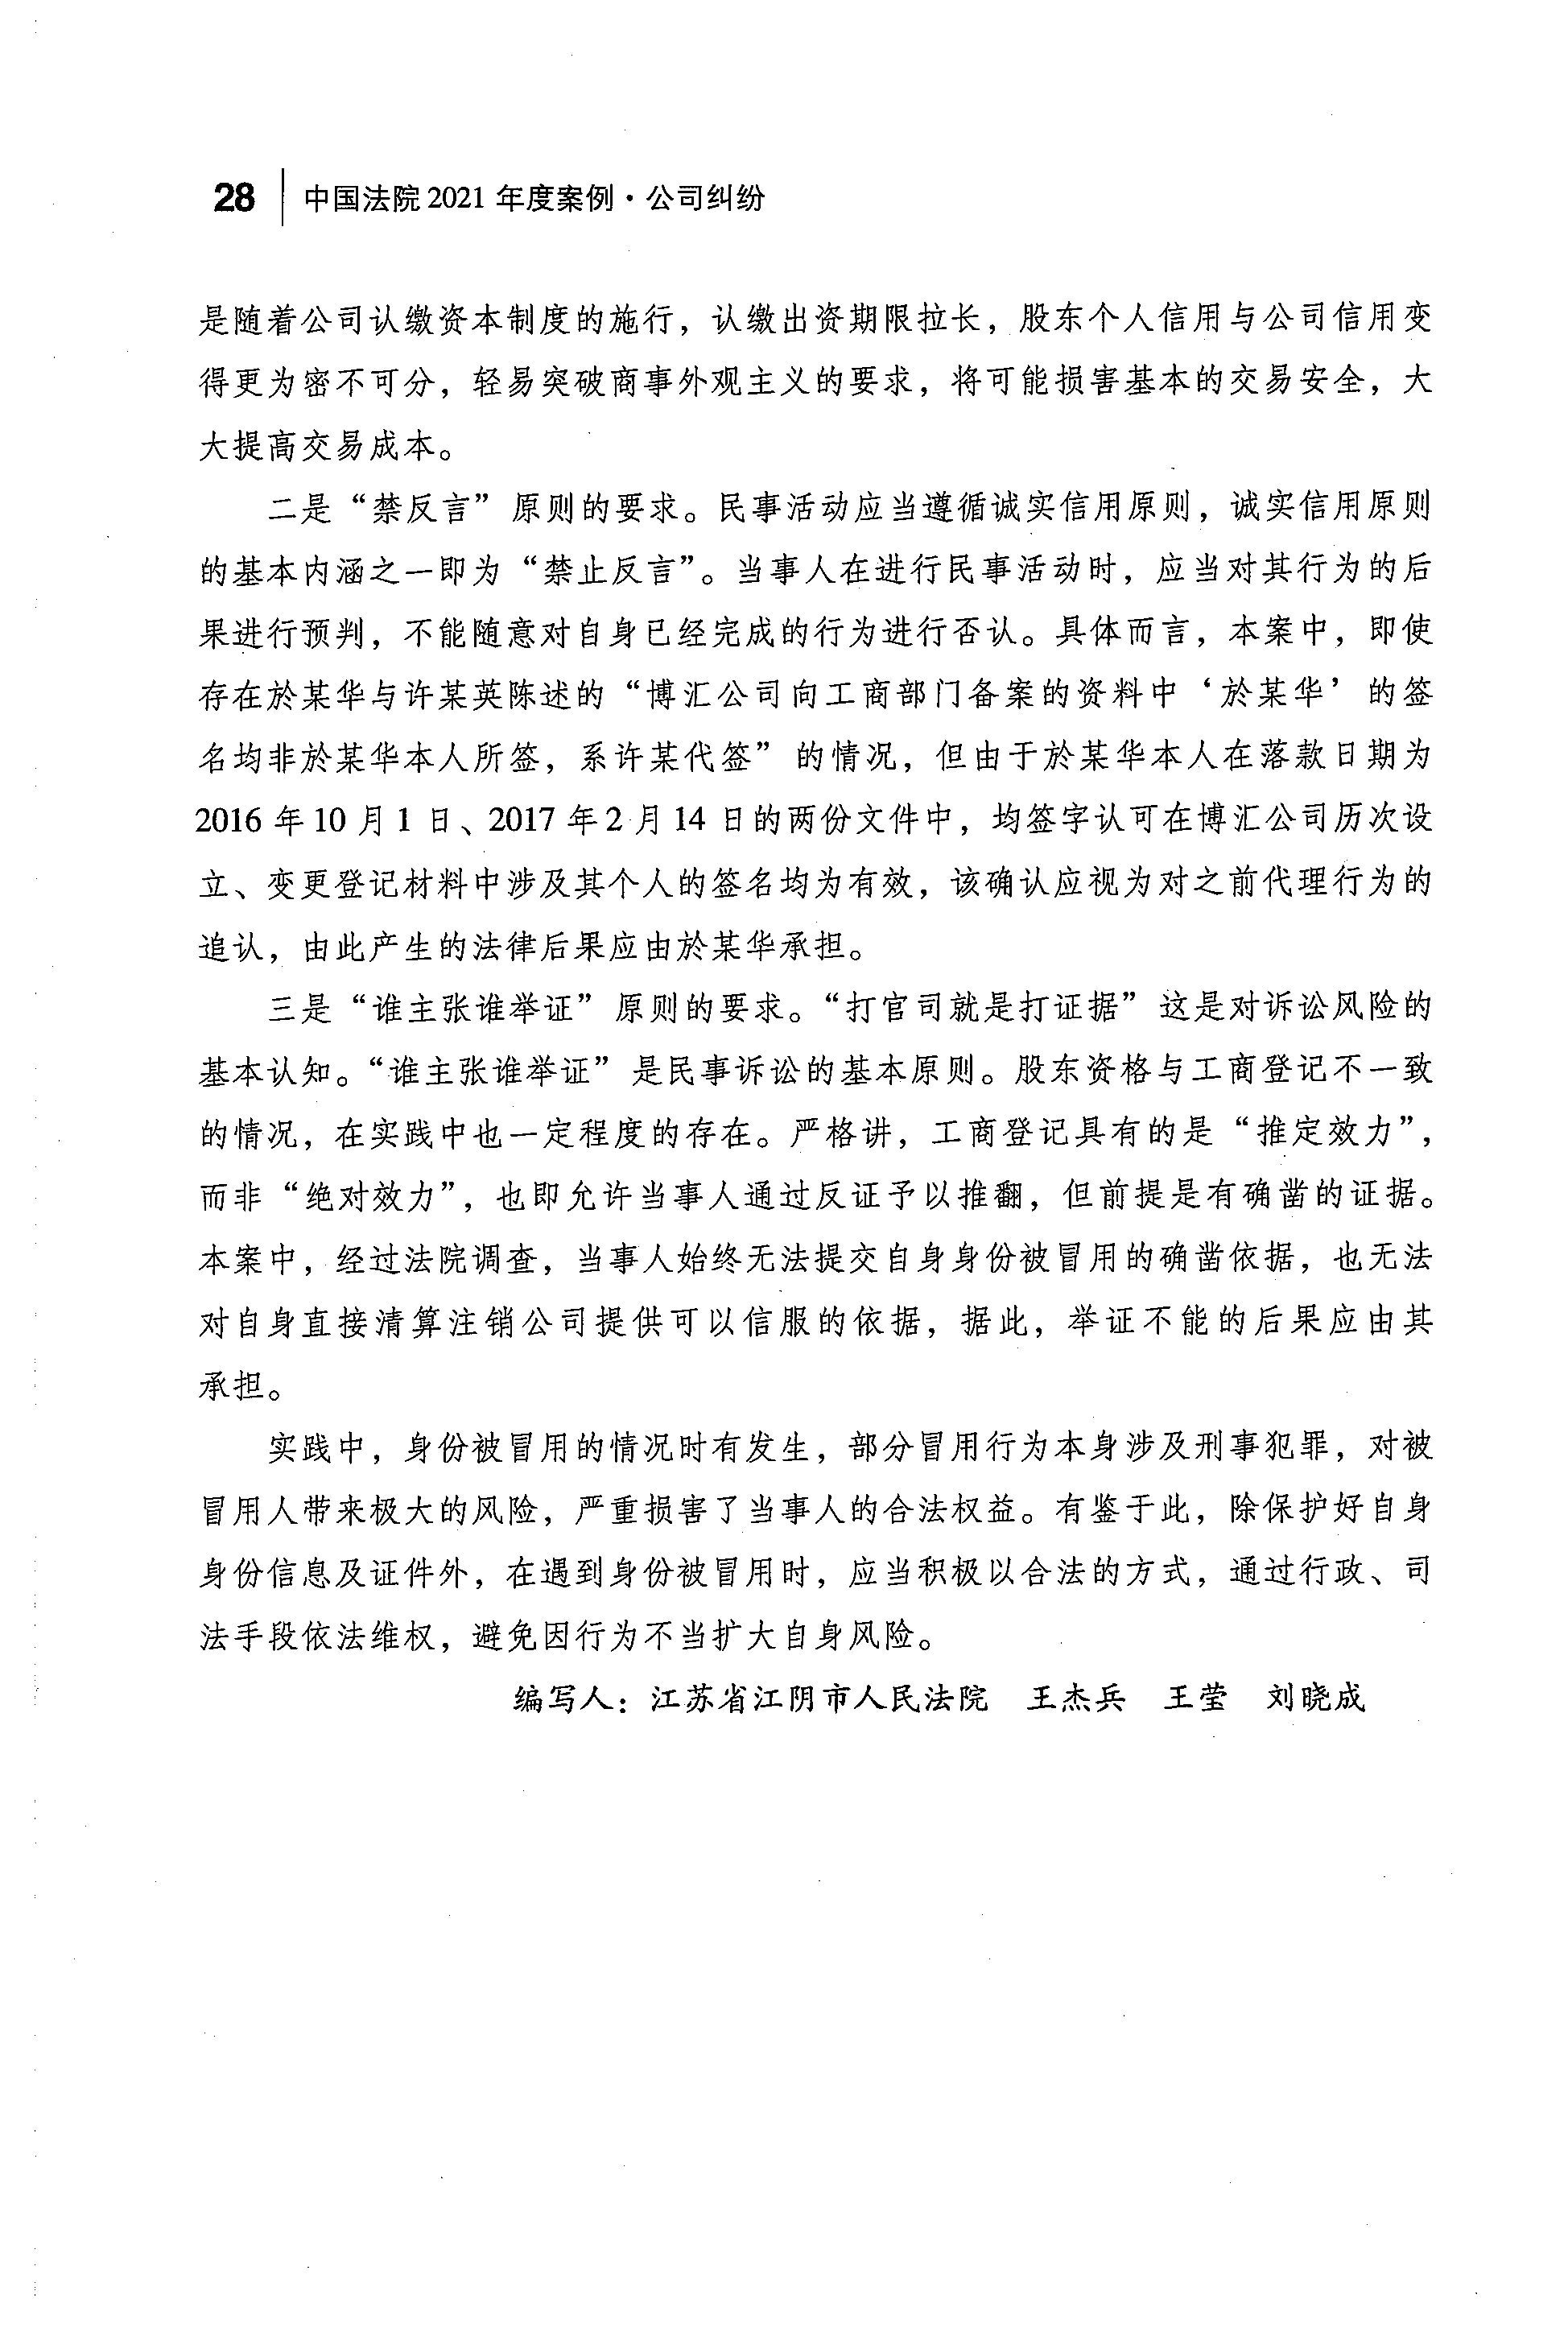 28 中国法院2021年度案例·公司纠纷
是随着公司认缴资本制度的施行，认缴出资期限拉长，股东个人信用与公司信用变
得更为密不可分，轻易突破商事外观主义的要求，将可能损害基本的交易安全，大
大提高交易成本。
二是“禁反言”原则的要求。民事活动应当遵循诚实信用原则，诚实信用原则
的基本内涵之一即为“禁止反言”。当事人在进行民事活动时，应当对其行为的后
果进行预判，不能随意对自身已经完成的行为进行否认。具体而言，本案中，即使
存在於某华与许某英陈述的“博汇公司向工商部门备案的资料中‘於某华’的签
名均非於某华本人所签，系许某代签”的情况，但由于於某华本人在落款日期为
2016年10月1日、2017年2月14日的两份文件中，均签字认可在博汇公司历次设
立、变更登记材料中涉及其个人的签名均为有效，该确认应视为对之前代理行为的
追认，由此产生的法律后果应由於某华承担。
三是“谁主张谁举证”原则的要求。“打官司就是打证据”这是对诉讼风险的
基本认知。“谁主张谁举证”是民事诉讼的基本原则。股东资格与工商登记不一致
的情况，在实践中也一定程度的存在。严格讲，工商登记具有的是“推定效力”，
而非“绝对效力”，也即允许当事人通过反证予以推翻，但前提是有确凿的证据。
本案中，经过法院调查，当事人始终无法提交自身身份被冒用的确凿依据，也无法
对自身直接清算注销公司提供可以信服的依据，据此，举证不能的后果应由其
承担。
实践中，身份被冒用的情况时有发生，部分冒用行为本身涉及刑事犯罪，对被
冒用人带来极大的风险，严重损害了当事人的合法权益。有鉴于此，除保护好自身
身份信息及证件外，在遇到身份被冒用时，应当积极以合法的方式，通过行政、司
法手段依法维权，避免因行为不当扩大自身风险。
编写人：江苏省江阴市人民法院 王杰兵 王莹 刘晓成